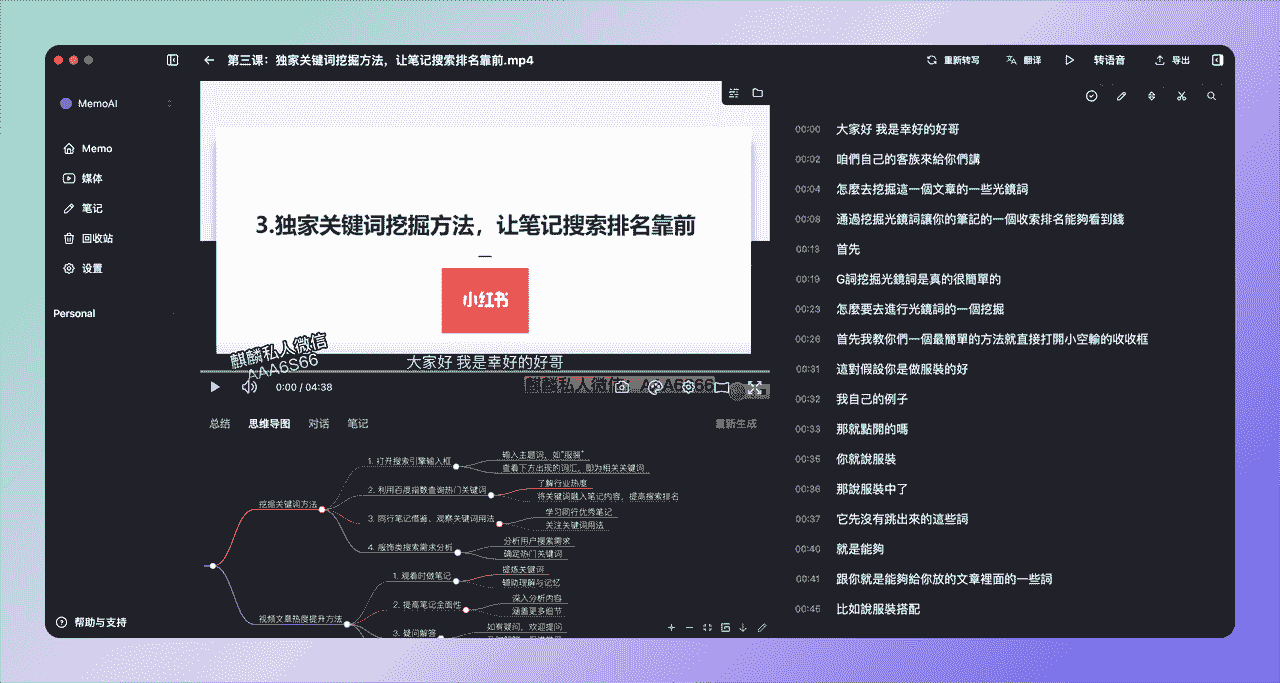 第三课：独家关键词挖掘方法，让笔记搜索排名靠前.mp4
重新转写
翻译
转语音
导出
MemoAI
Memo
媒体
笔记
回收站
设置
Personal
帮助与支持
3.独家关键词挖掘方法，让笔记搜索排名靠前
小红书
麒麟私人微信
AAA6S66
大家好 我是幸好的好哥
0:00 / 04:38
麒麟私人微信：AAA6S66
总结
思维导图
对话
笔记
重新生成
挖掘关键词方法
1. 打开搜索引擎输入框
输入主题词，如“服装”
查看下方出现的词汇，即为相关关键词
2. 利用百度指数查询热门关键词
了解行业热度
将关键词融入笔记内容，提高搜索排名
3. 同行笔记借鉴、观察关键词用法
学习同行优秀笔记
关注关键词用法
4. 服饰类搜索需求分析
分析用户搜索需求
确定热门关键词
视频文章热度提升方法
1. 观看时做笔记
提炼关键词
辅助理解与记忆
2. 提高笔记全面性
深入分析内容
涵盖更多细节
3. 疑问解答
如有疑问，欢迎提问
00:00 大家好 我是幸好的好哥
00:02 咱們自己的客族來給你們講
00:04 怎麼去挖掘這一個文章的一些光鏡詞
00:08 通過挖掘光鏡詞讓你的筆記的一個收索排名能夠看到錢
00:13 首先
00:19 G詞挖掘光鏡詞是真的很簡單的
00:23 怎麼要去進行光鏡詞的一個挖掘
00:26 首先我教你們一個最簡單的方法就直接打開小空輸的收收框
00:31 這對假設你是做服裝的好
00:32 我自己的例子
00:33 那就點開的嗎
00:35 你就說服裝
00:36 那說服裝中了
00:37 它先沒有跳出來的這些詞
00:40 就是能夠
00:41 跟你就是能夠給你放的文章裡面的一些詞
00:45 比如說服裝搭配